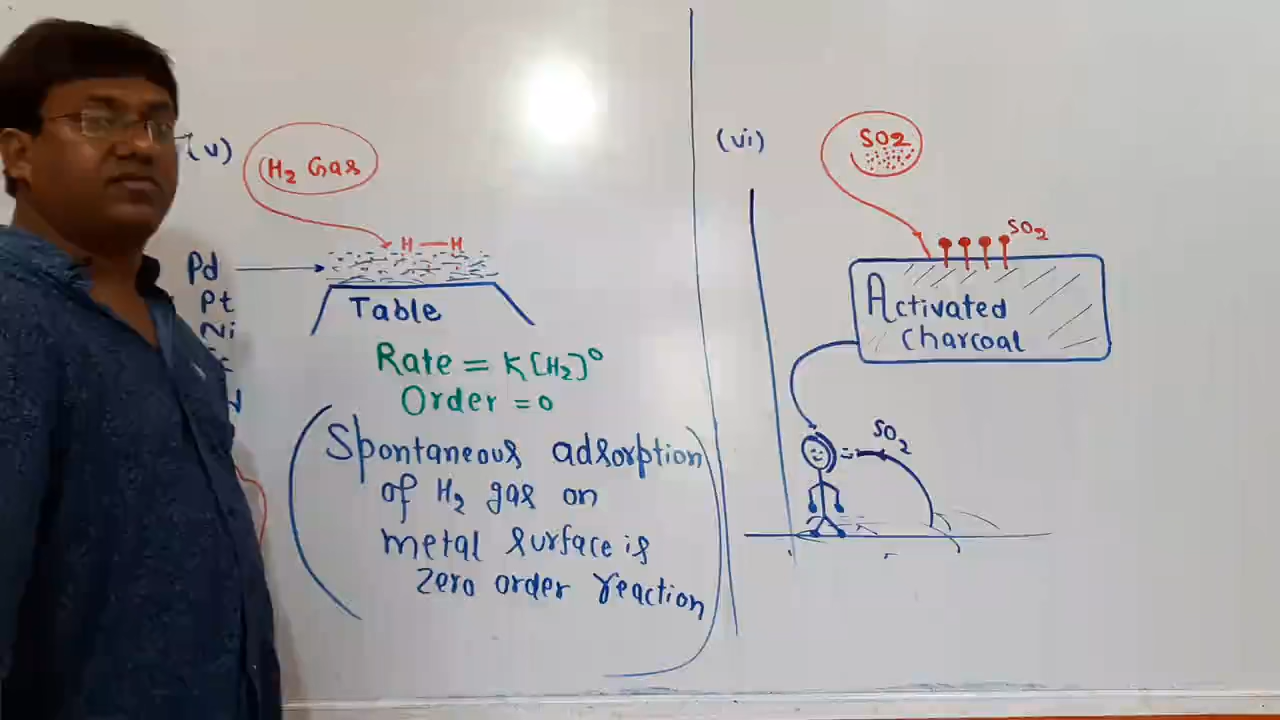 (v)
H₂ Gas
H—H
Pd
Pt
Ni
Table
Rate = K[H₂]⁰
Order = 0
Spontaneous adsorption
of H₂ gas on
metal surface is
zero order reaction
(vi)
SO2
SO₂
Activated
charcoal
SO₂